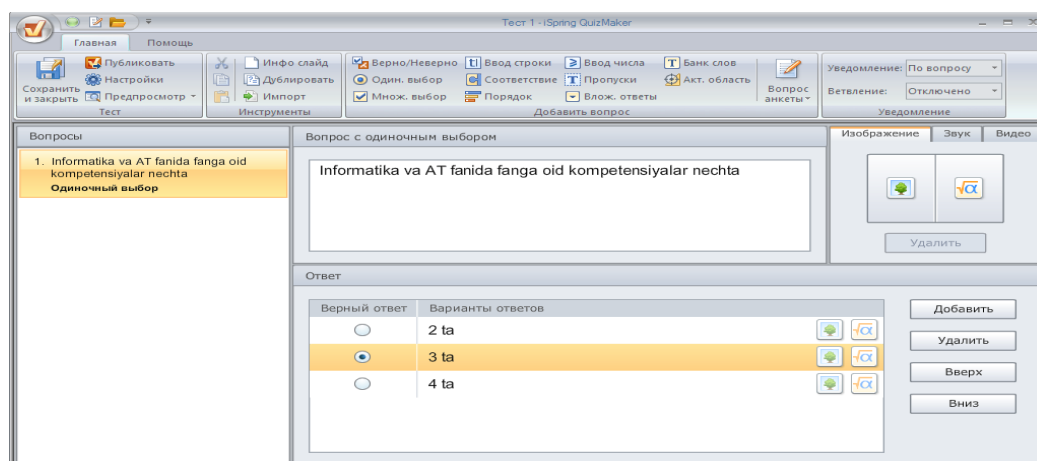 Тест 1 - iSpring QuizMaker
Главная Помощь
Сохранить и закрыть
Публиковать
Настройки
Предпросмотр
Тест
Инфо слайд
Дублировать
Импорт
Инструменты
Верно/Неверно Ввод строки Ввод числа Банк слов
Один. выбор Соответствие Пропуски Акт. область
Множ. выбор Порядок Влож. ответы
Вопрос анкеты
Добавить вопрос
Уведомление: По вопросу
Ветвление: Отключено
Уведомление
Вопросы
1. Informatika va AT fanida fanga oid
kompetensiyalar nechta
Одиночный выбор
Вопрос с одиночным выбором
Informatika va AT fanida fanga oid kompetensiyalar nechta
Изображение Звук Видео
√α
Удалить
Ответ
Верный ответ Варианты ответов
2 ta √α
3 ta √α
4 ta √α
Добавить
Удалить
Вверх
Вниз